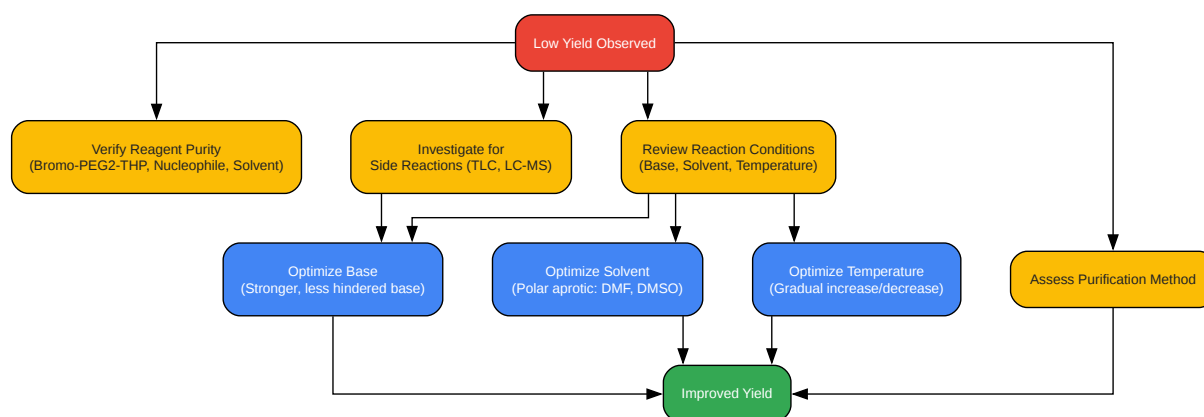 Low Yield Observed
Verify Reagent Purity
(Bromo-PEG2-THP, Nucleophile, Solvent)
Investigate for
Side Reactions (TLC, LC-MS)
Review Reaction Conditions
(Base, Solvent, Temperature)
Optimize Base
(Stronger, less hindered base)
Optimize Solvent
(Polar aprotic: DMF, DMSO)
Optimize Temperature
(Gradual increase/decrease)
Assess Purification Method
Improved Yield